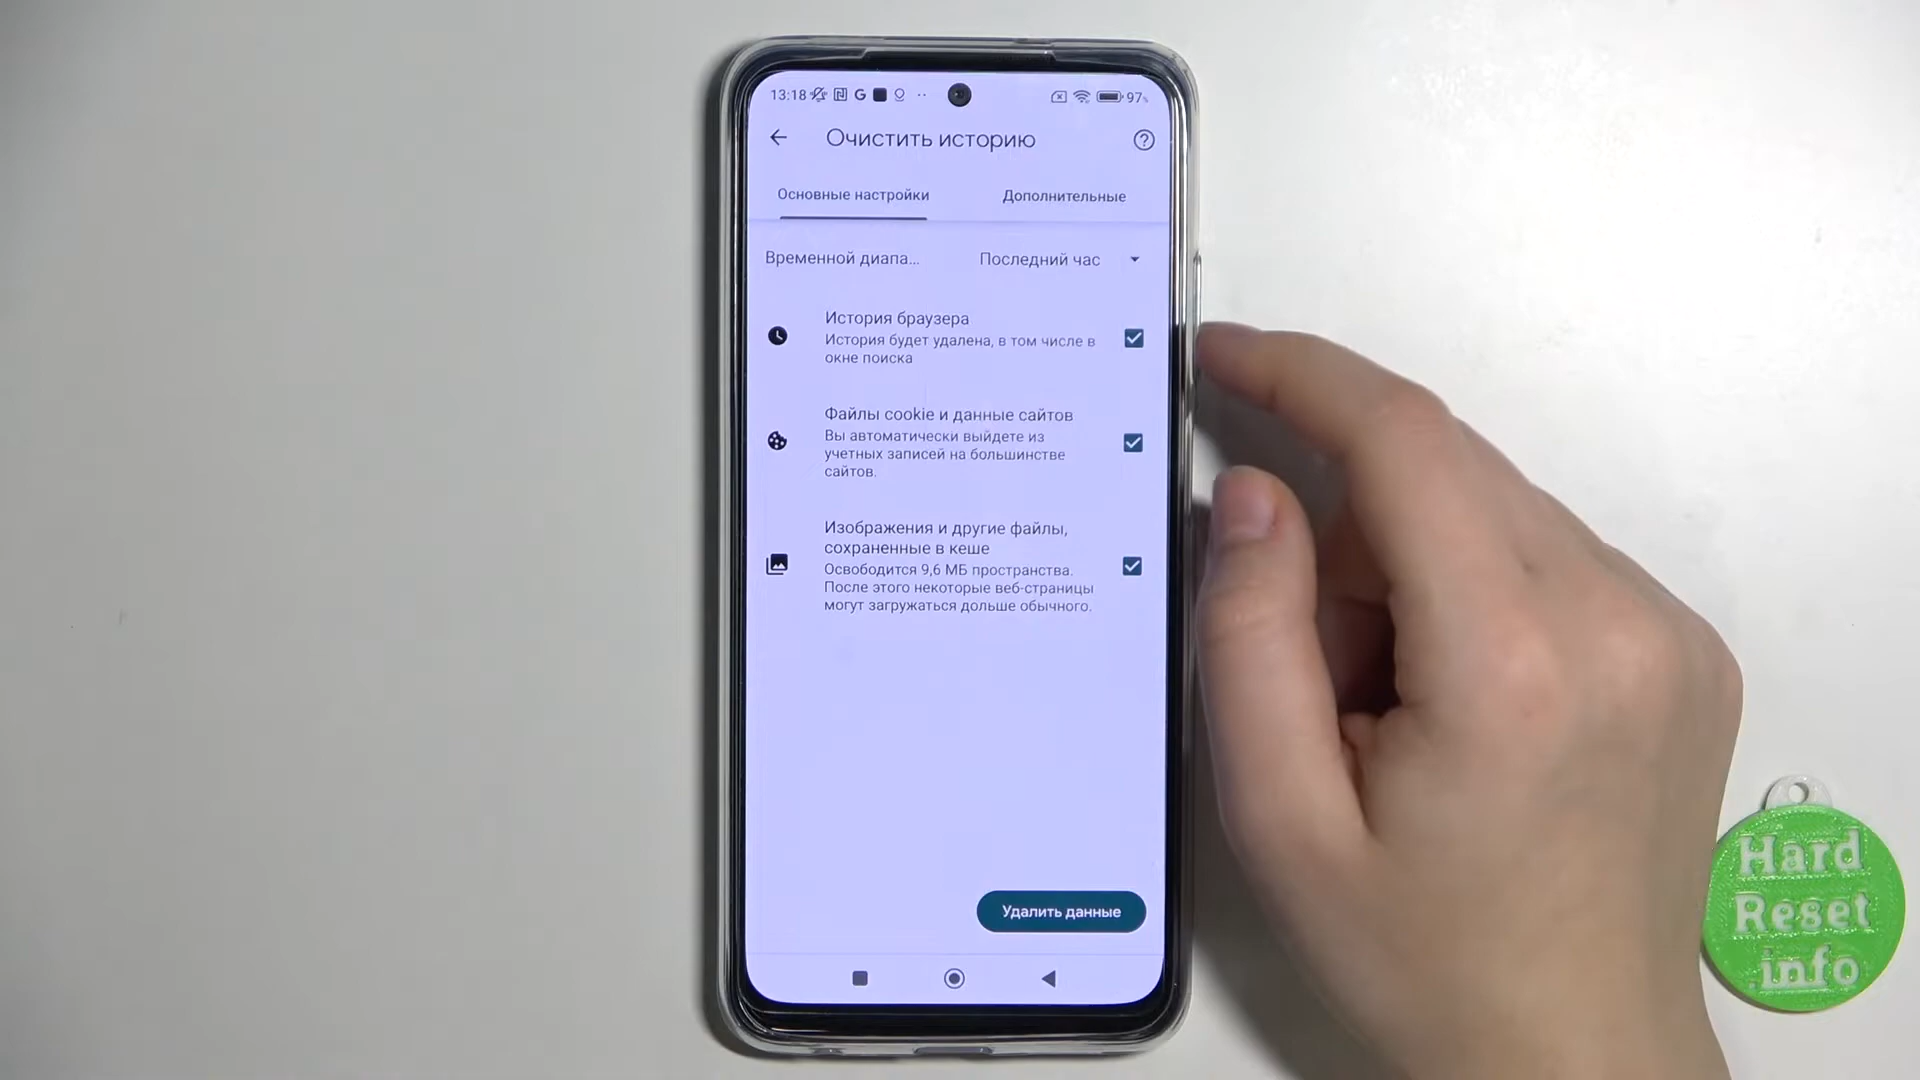 13:18 G 97%
Очистить историю
Основные настройки Дополнительные
Временной диапа... Последний час
История браузера
История будет удалена, в том числе в
окне поиска
Файлы cookie и данные сайтов
Вы автоматически выйдете из
учетных записей на большинстве
сайтов.
Изображения и другие файлы,
сохраненные в кеше
Освободится 9,6 МБ пространства.
После этого некоторые веб-страницы
могут загружаться дольше обычного.
Удалить данные
Hard
Reset
.info